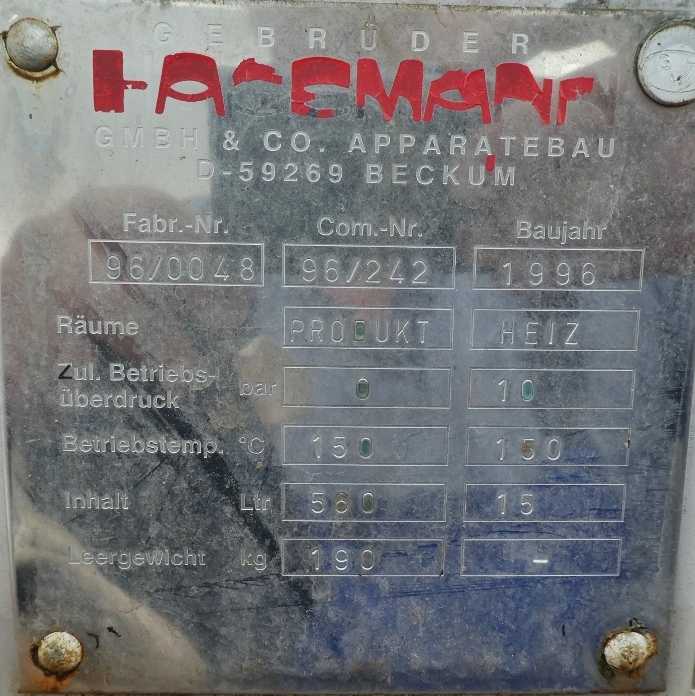 GEBRÜDER
HAGEMANN
GMBH & CO. APPARATEBAU
D-59269 BECKUM
Fabr.-Nr. Com.-Nr. Baujahr
96/0048 96/242 1996
Räume PRODUKT HEIZ
Zul. Betriebs-
überdruck bar 0 10
Betriebstemp. °C 150 150
Inhalt Ltr 560 15
Leergewicht kg 190 -